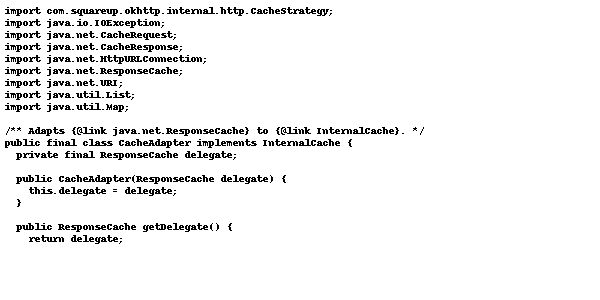 import com.squareup.okhttp.internal.http.CacheStrategy;
import java.io.IOException;
import java.net.CacheRequest;
import java.net.CacheResponse;
import java.net.HttpURLConnection;
import java.net.ResponseCache;
import java.net.URI;
import java.util.List;
import java.util.Map;

/** Adapts {@link java.net.ResponseCache} to {@link InternalCache}. */
public final class CacheAdapter implements InternalCache {
  private final ResponseCache delegate;

  public CacheAdapter(ResponseCache delegate) {
    this.delegate = delegate;
  }

  public ResponseCache getDelegate() {
    return delegate;